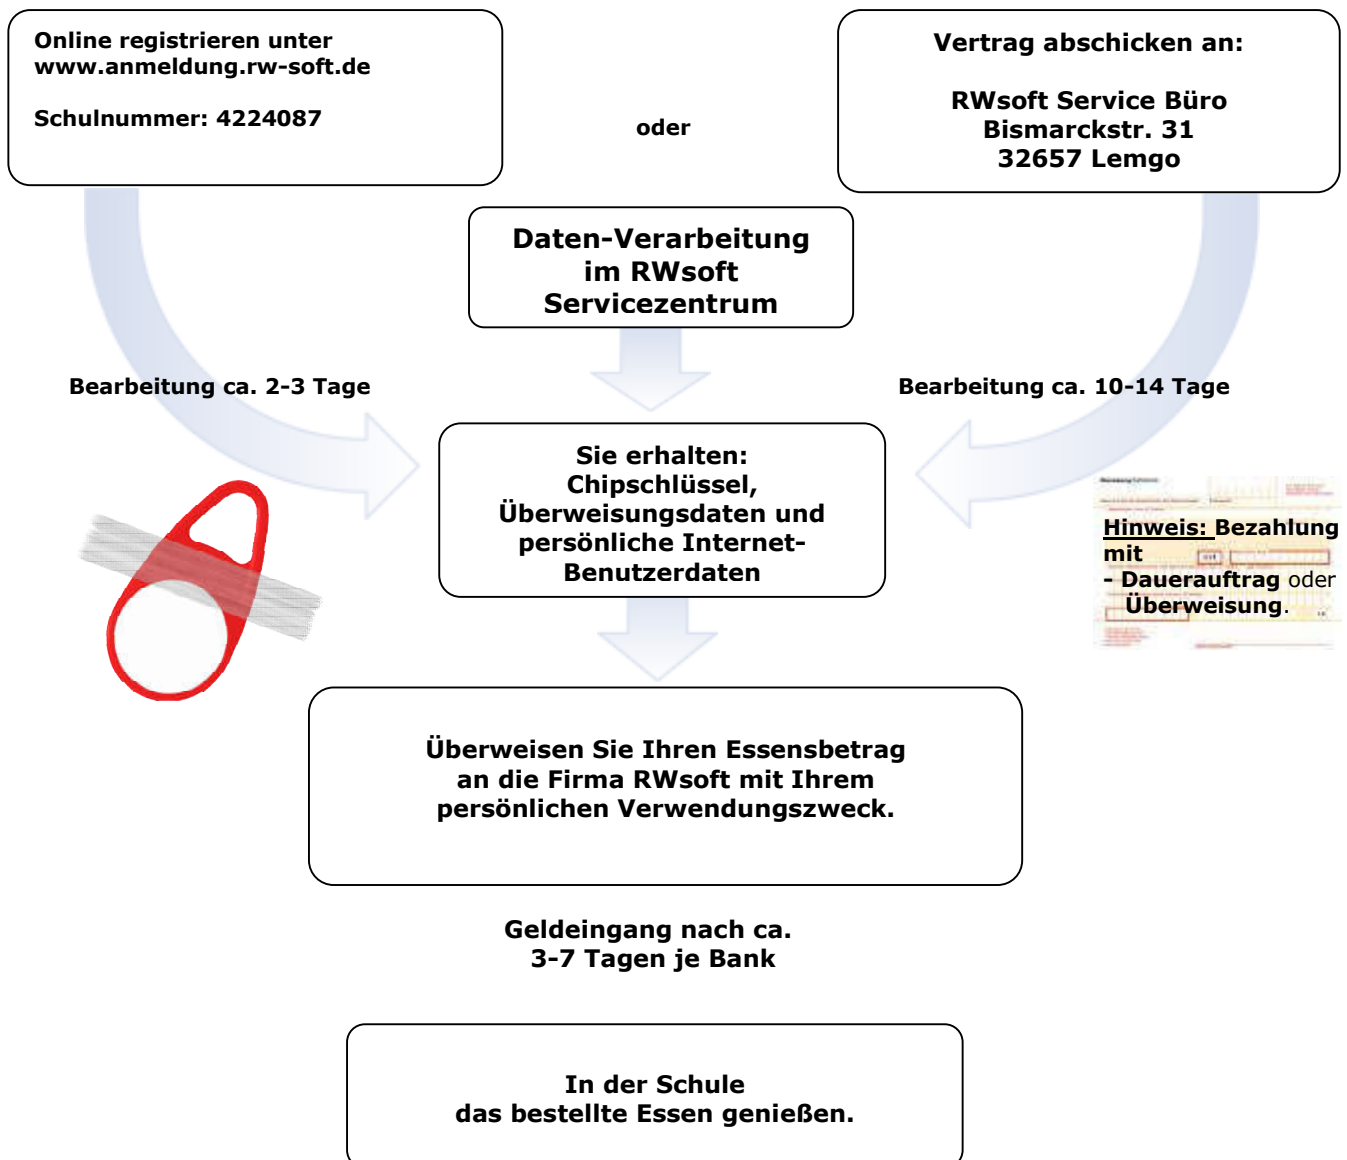 Online registrieren unter
www.anmeldung.rw-soft.de
Schulnummer: 4224087
oder
Vertrag abschicken an:
RWsoft Service Büro
Bismarckstr. 31
32657 Lemgo
Daten-Verarbeitung
im RWsoft
Servicezentrum
Bearbeitung ca. 2-3 Tage
Bearbeitung ca. 10-14 Tage
Sie erhalten:
Chipschlüssel,
Überweisungsdaten und
persönliche Internet-
Benutzerdaten
Hinweis: Bezahlung
mit
- Dauerauftrag oder
Überweisung.
Überweisen Sie Ihren Essensbetrag
an die Firma RWsoft mit Ihrem
persönlichen Verwendungszweck.
Geldeingang nach ca.
3-7 Tagen je Bank
In der Schule
das bestellte Essen genießen.